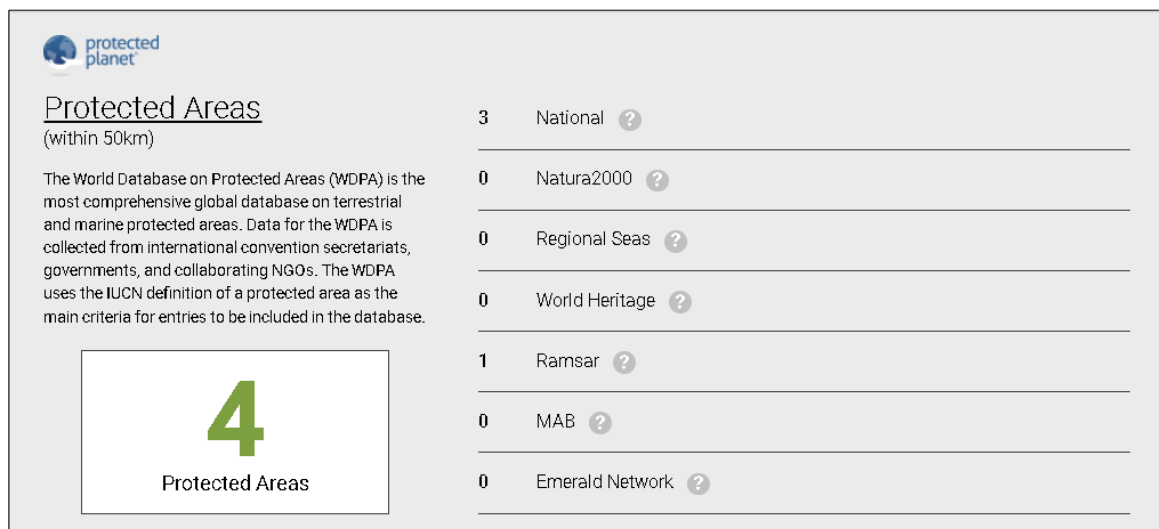 protected
planet
Protected Areas
(within 50km)
The World Database on Protected Areas (WDPA) is the
most comprehensive global database on terrestrial
and marine protected areas. Data for the WDPA is
collected from international convention secretariats,
governments, and collaborating NGOs. The WDPA
uses the IUCN definition of a protected area as the
main criteria for entries to be included in the database.
4
Protected Areas
3 National ?
0 Natura2000 ?
0 Regional Seas ?
0 World Heritage ?
1 Ramsar ?
0 MAB ?
0 Emerald Network ?